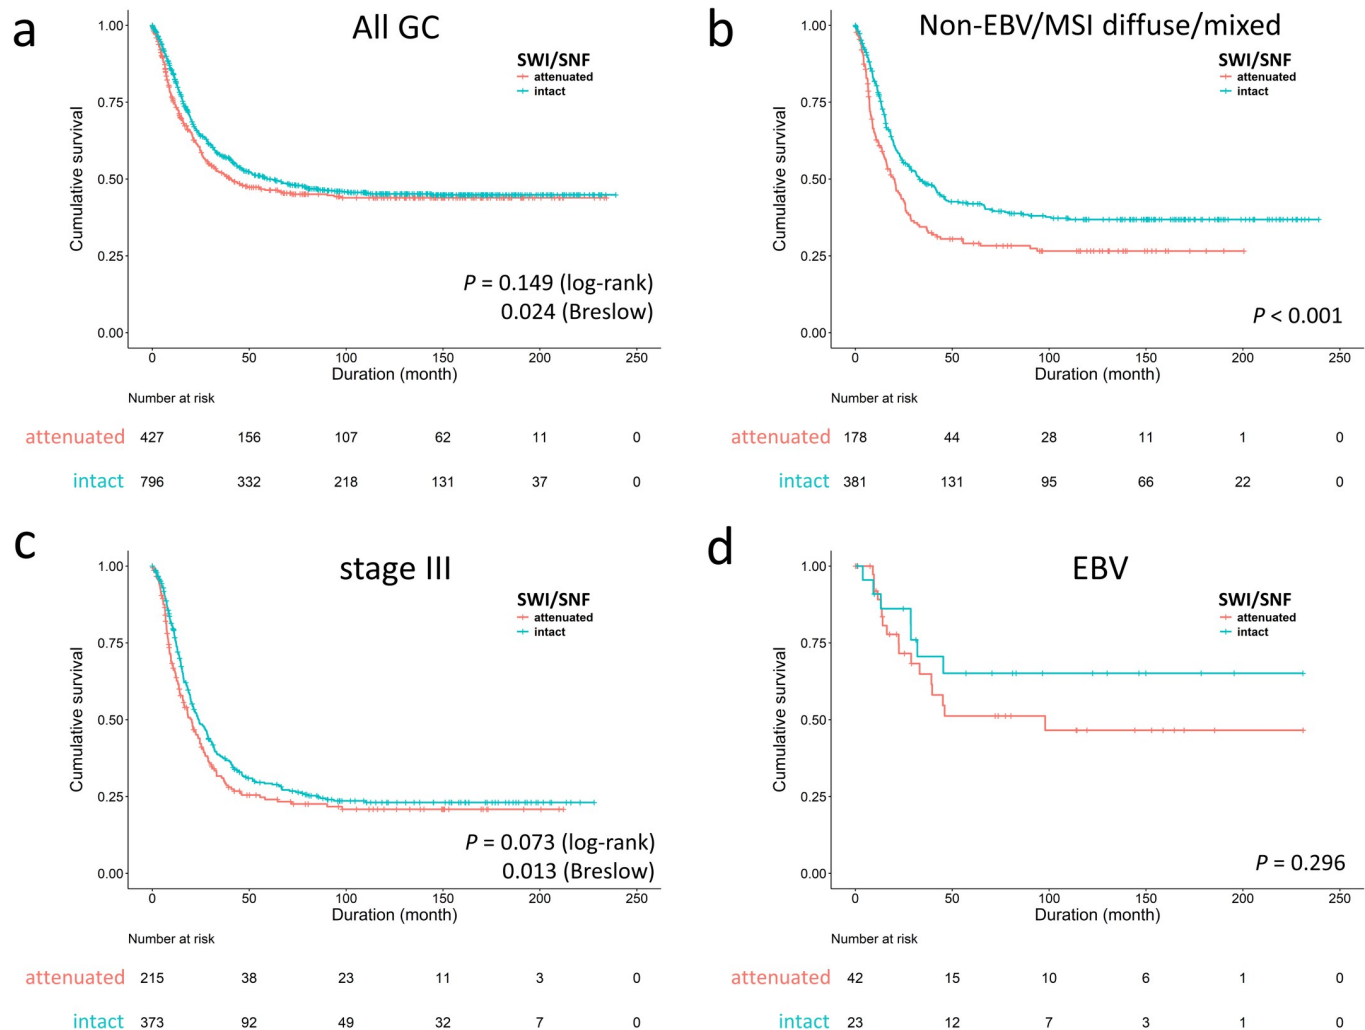 a
All GC
SWI/SNF
attenuated
intact
1.00
0.75
0.50
0.25
0.00
Cumulative survival
P = 0.149 (log-rank)
0.024 (Breslow)
0 50 100 150 200 250
Duration (month)
Number at risk
attenuated 427 156 107 62 11 0
intact 796 332 218 131 37 0
b
Non-EBV/MSI diffuse/mixed
SWI/SNF
attenuated
intact
1.00
0.75
0.50
0.25
0.00
Cumulative survival
P < 0.001
0 50 100 150 200 250
Duration (month)
Number at risk
attenuated 178 44 28 11 1 0
intact 381 131 95 66 22 0
c
stage III
SWI/SNF
attenuated
intact
1.00
0.75
0.50
0.25
0.00
Cumulative survival
P = 0.073 (log-rank)
0.013 (Breslow)
0 50 100 150 200 250
Duration (month)
Number at risk
attenuated 215 38 23 11 3 0
intact 373 92 49 32 7 0
d
EBV
SWI/SNF
attenuated
intact
1.00
0.75
0.50
0.25
0.00
Cumulative survival
P = 0.296
0 50 100 150 200 250
Duration (month)
Number at risk
attenuated 42 15 10 6 1 0
intact 23 12 7 3 1 0